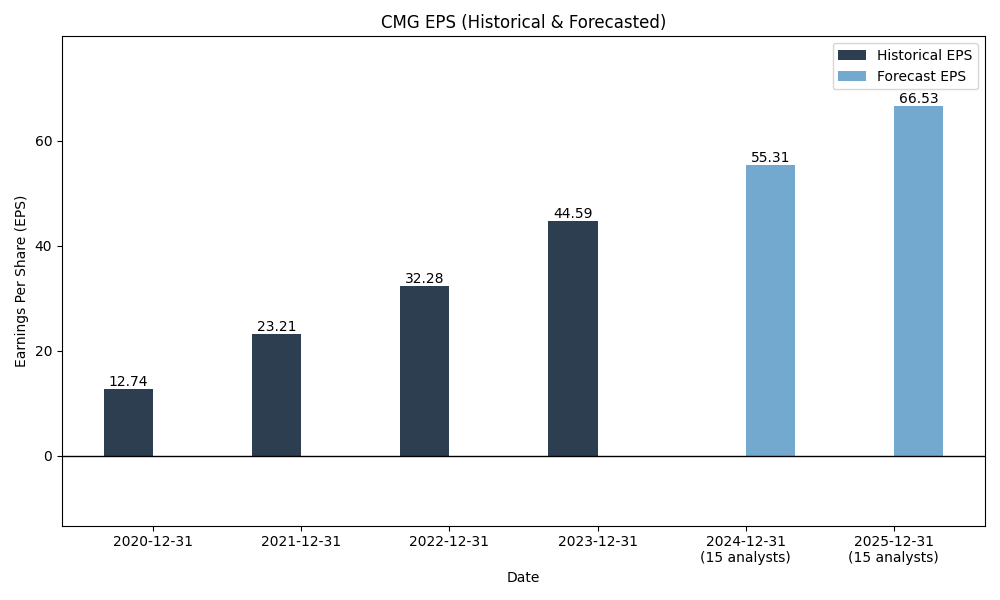 CMG EPS (Historical & Forecasted)
Historical EPS
Forecast EPS
66.53
55.31
44.59
32.28
23.21
12.74
60
40
20
0
Earnings Per Share (EPS)
2020-12-31
2021-12-31
2022-12-31
2023-12-31
2024-12-31
(15 analysts)
2025-12-31
(15 analysts)
Date